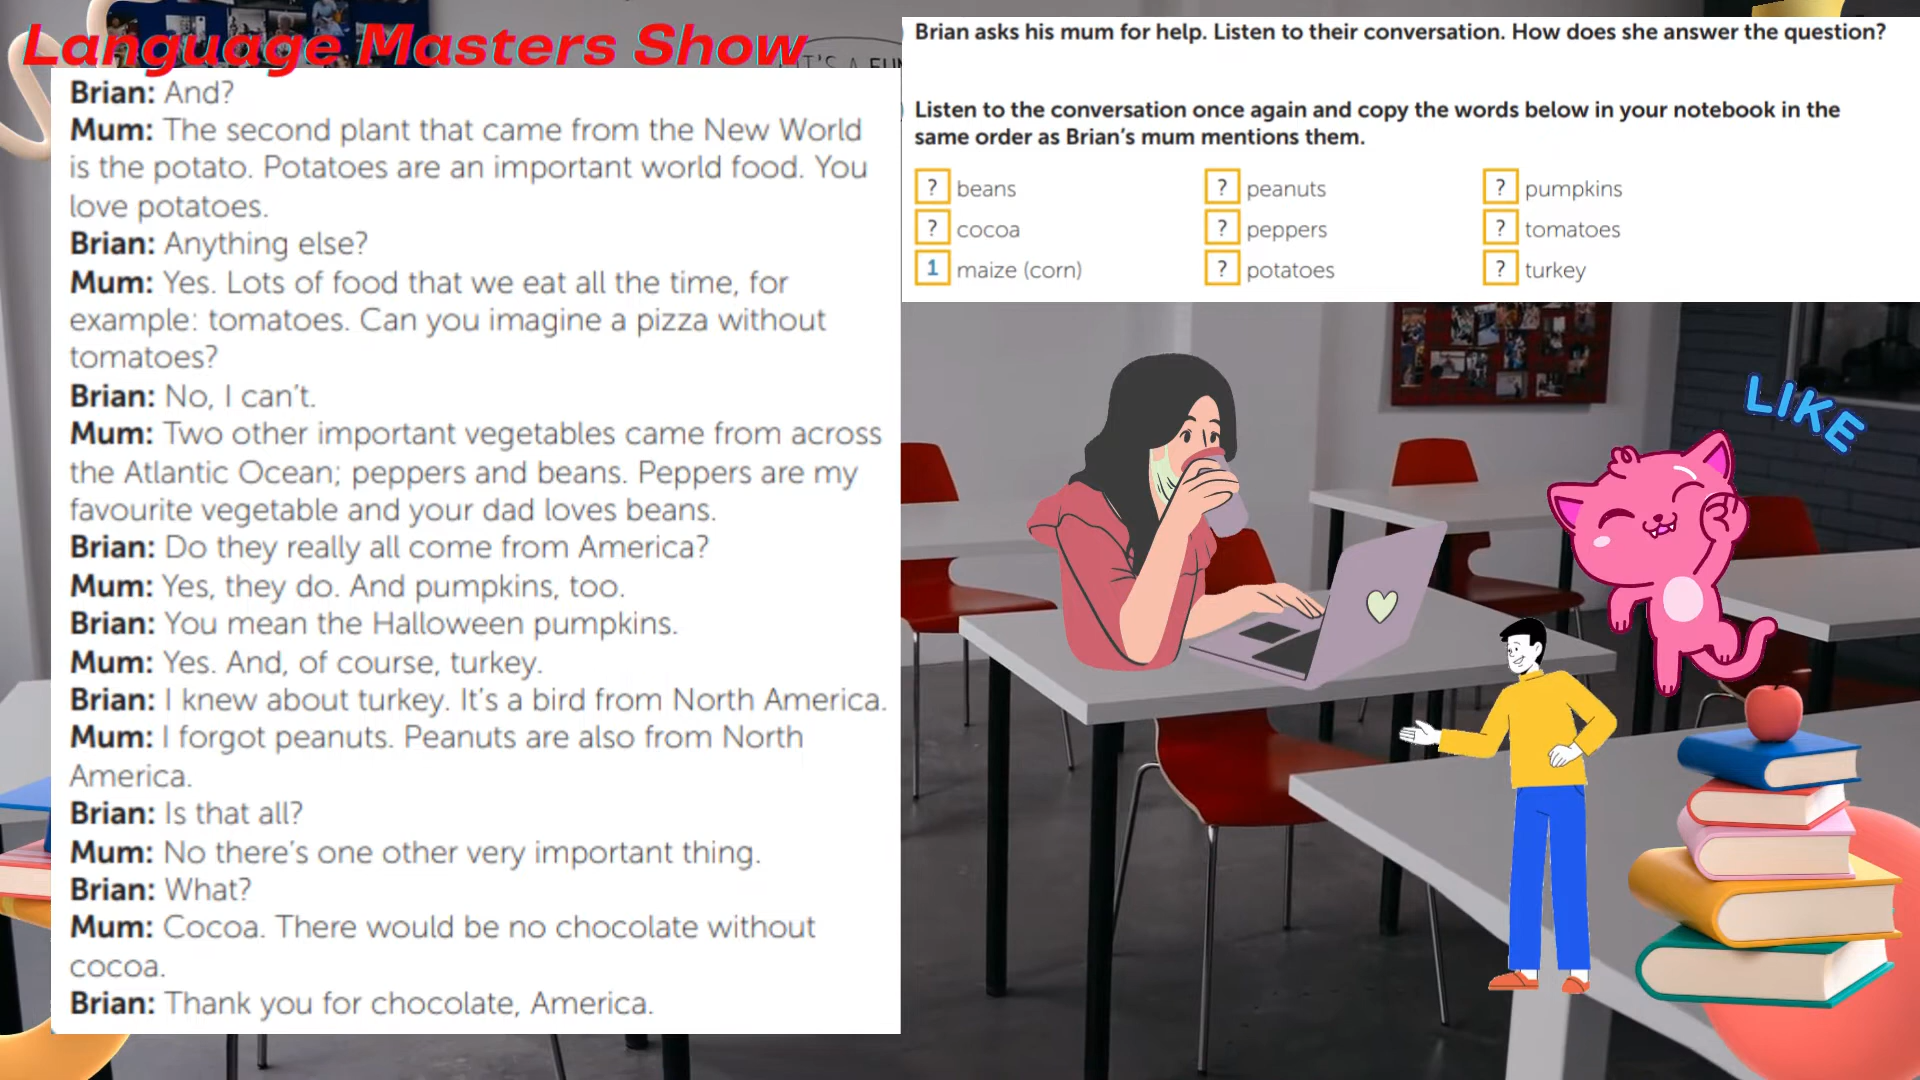 Language Masters Show
Brian: And?
Mum: The second plant that came from the New World
is the potato. Potatoes are an important world food. You
love potatoes.
Brian: Anything else?
Mum: Yes. Lots of food that we eat all the time, for
example: tomatoes. Can you imagine a pizza without
tomatoes?
Brian: No, I can't.
Mum: Two other important vegetables came from across
the Atlantic Ocean; peppers and beans. Peppers are my
favourite vegetable and your dad loves beans.
Brian: Do they really all come from America?
Mum: Yes, they do. And pumpkins, too.
Brian: You mean the Halloween pumpkins.
Mum: Yes. And, of course, turkey.
Brian: I knew about turkey. It's a bird from North America.
Mum: I forgot peanuts. Peanuts are also from North
America.
Brian: Is that all?
Mum: No there's one other very important thing.
Brian: What?
Mum: Cocoa. There would be no chocolate without
cocoa.
Brian: Thank you for chocolate, America.
Brian asks his mum for help. Listen to their conversation. How does she answer the question?
Listen to the conversation once again and copy the words below in your notebook in the
same order as Brian's mum mentions them.
? beans ? peanuts ? pumpkins
? cocoa ? peppers ? tomatoes
1 maize (corn) ? potatoes ? turkey
LIKE
IT'S A